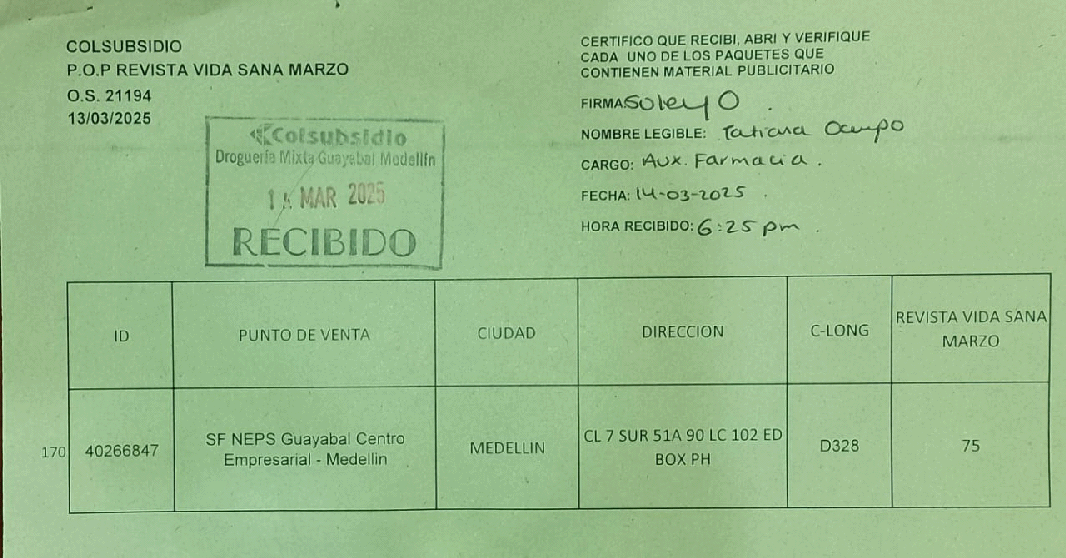 COLSUBSIDIO
P.O.P REVISTA VIDA SANA MARZO
O.S. 21194
13/03/2025
Colsubsidio
Droguería Mixta Guayabal Medellín
MAR 2025
RECIBIDO
CERTIFICO QUE RECIBI, ABRI Y VERIFIQUE
CADA UNO DE LOS PAQUETES QUE
CONTIENEN MATERIAL PUBLICITARIO
FIRMA:
NOMBRE LEGIBLE: Tatiana Ocampo
CARGO: Aux. Farmacia.
FECHA: 14-03-2025
HORA RECIBIDO: 6:25 pm
ID
PUNTO DE VENTA
CIUDAD
DIRECCION
C-LONG
REVISTA VIDA SANA
MARZO
170
40266847
SF NEPS Guayabal Centro
Empresarial - Medellin
MEDELLIN
CL 7 SUR 51A 90 LC 102 ED
BOX PH
D328
75